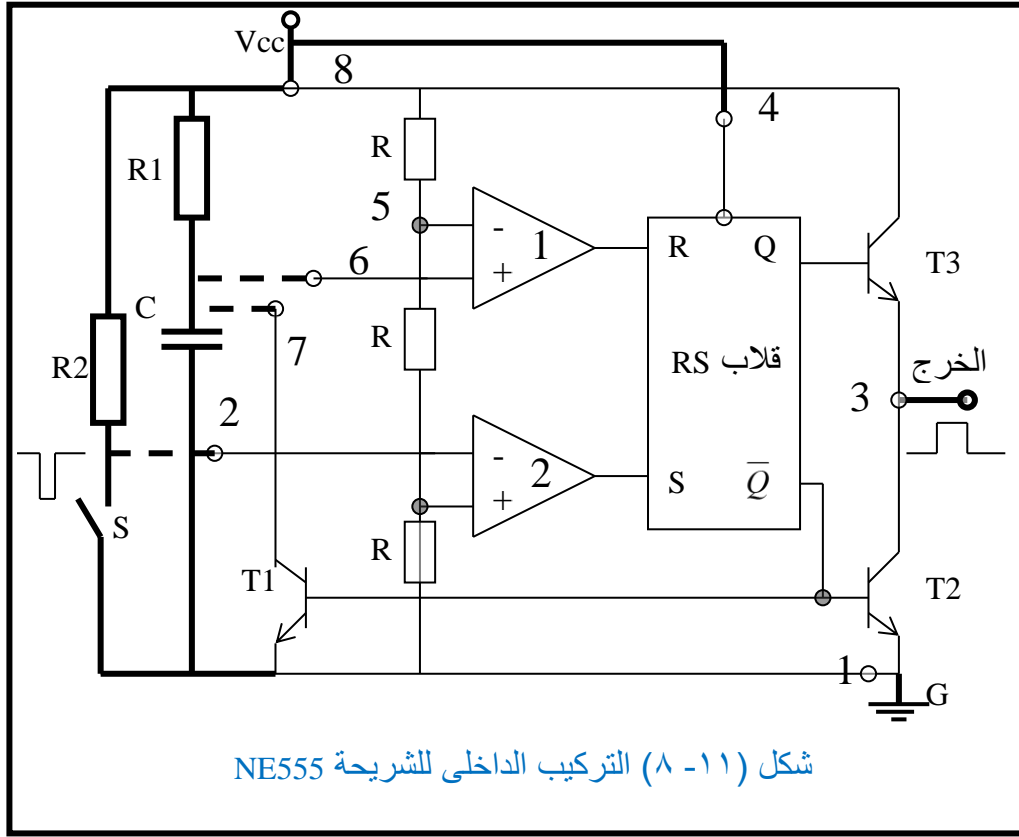 Vcc
8
4
R
R1
5
-
1
+
R
Q
T3
6
C
7
R
قلاب RS
الخرج
3
R2
2
-
2
+
S
Q̅
S
R
T1
T2
1
G
شكل (١١- ٨) التركيب الداخلى للشريحة NE555